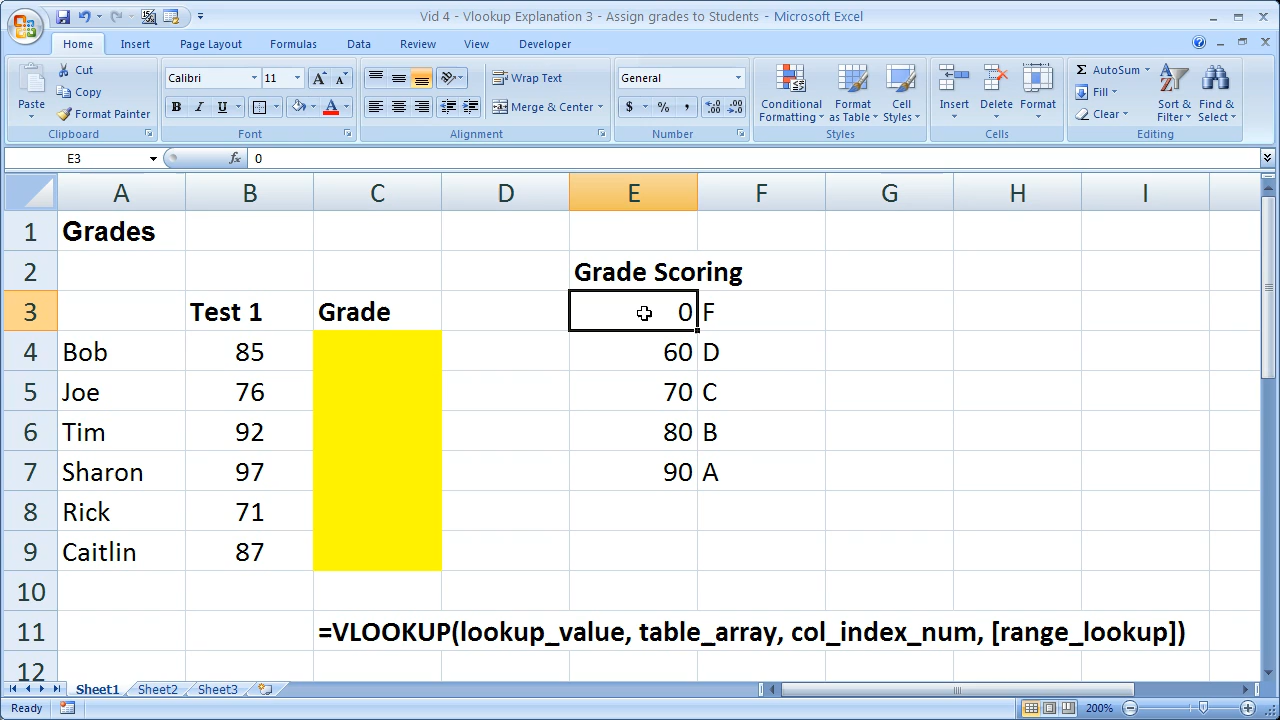 Vid 4 - Vlookup Explanation 3 - Assign grades to Students - Microsoft Excel
Home Insert Page Layout Formulas Data Review View Developer
Paste Cut Copy Format Painter
Calibri 11
B I U A
Wrap Text
Merge & Center
General
$ % ,
Conditional Formatting Format as Table Cell Styles
Insert Delete Format
Σ AutoSum Fill Clear
Sort & Filter Find & Select
Clipboard Font Alignment Number Styles Cells Editing
E3 fx 0
A B C D E F G H I
1 Grades
2 Grade Scoring
3 Test 1 Grade 0 F
4 Bob 85 60 D
5 Joe 76 70 C
6 Tim 92 80 B
7 Sharon 97 90 A
8 Rick 71
9 Caitlin 87
10
11 =VLOOKUP(lookup_value, table_array, col_index_num, [range_lookup])
12
Sheet1 Sheet2 Sheet3
Ready 200%